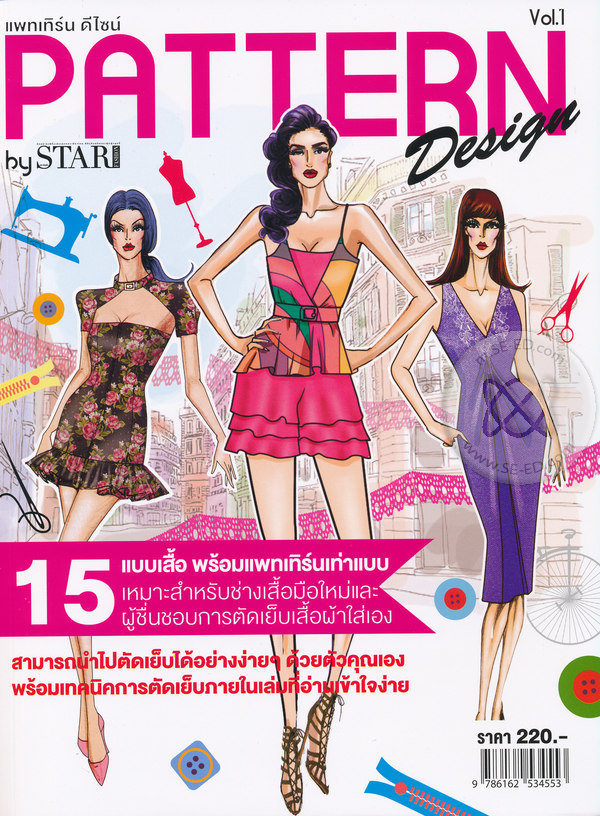 แพทเทิร์น ดีไซน์
Vol.1
PATTERN
Design
by STAR
15
แบบเสื้อ พร้อมแพทเทิร์นเท่าแบบ
เหมาะสำหรับช่างเสื้อมือใหม่และ
ผู้ชื่นชอบการตัดเย็บเสื้อผ้าใส่เอง
สามารถนำไปตัดเย็บได้อย่างง่ายๆ ด้วยตัวคุณเอง
พร้อมเทคนิคการตัดเย็บภายในเล่มที่อ่านเข้าใจง่าย
ราคา 220.-
9 786162 534553